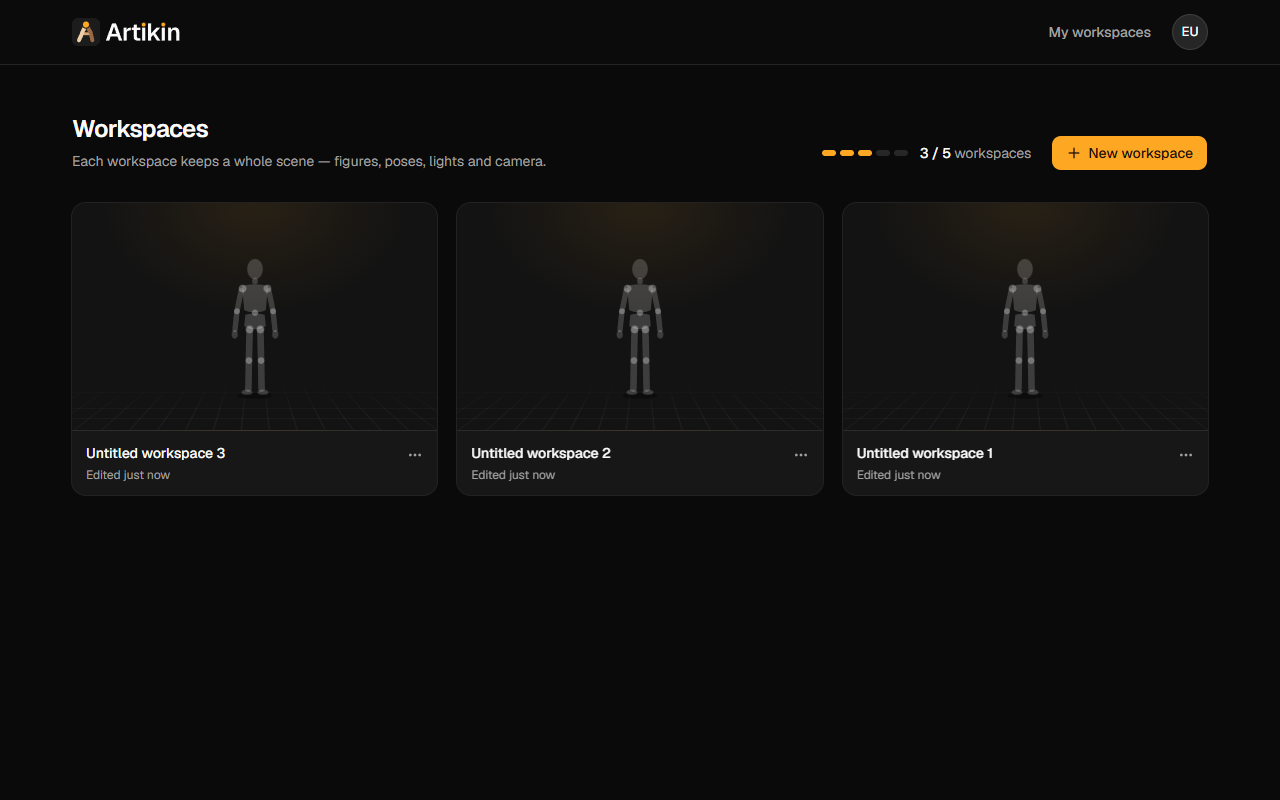 Artikin
My workspaces
EU
Workspaces
Each workspace keeps a whole scene — figures, poses, lights and camera.
3 / 5 workspaces
+ New workspace
Untitled workspace 3
Edited just now
Untitled workspace 2
Edited just now
Untitled workspace 1
Edited just now